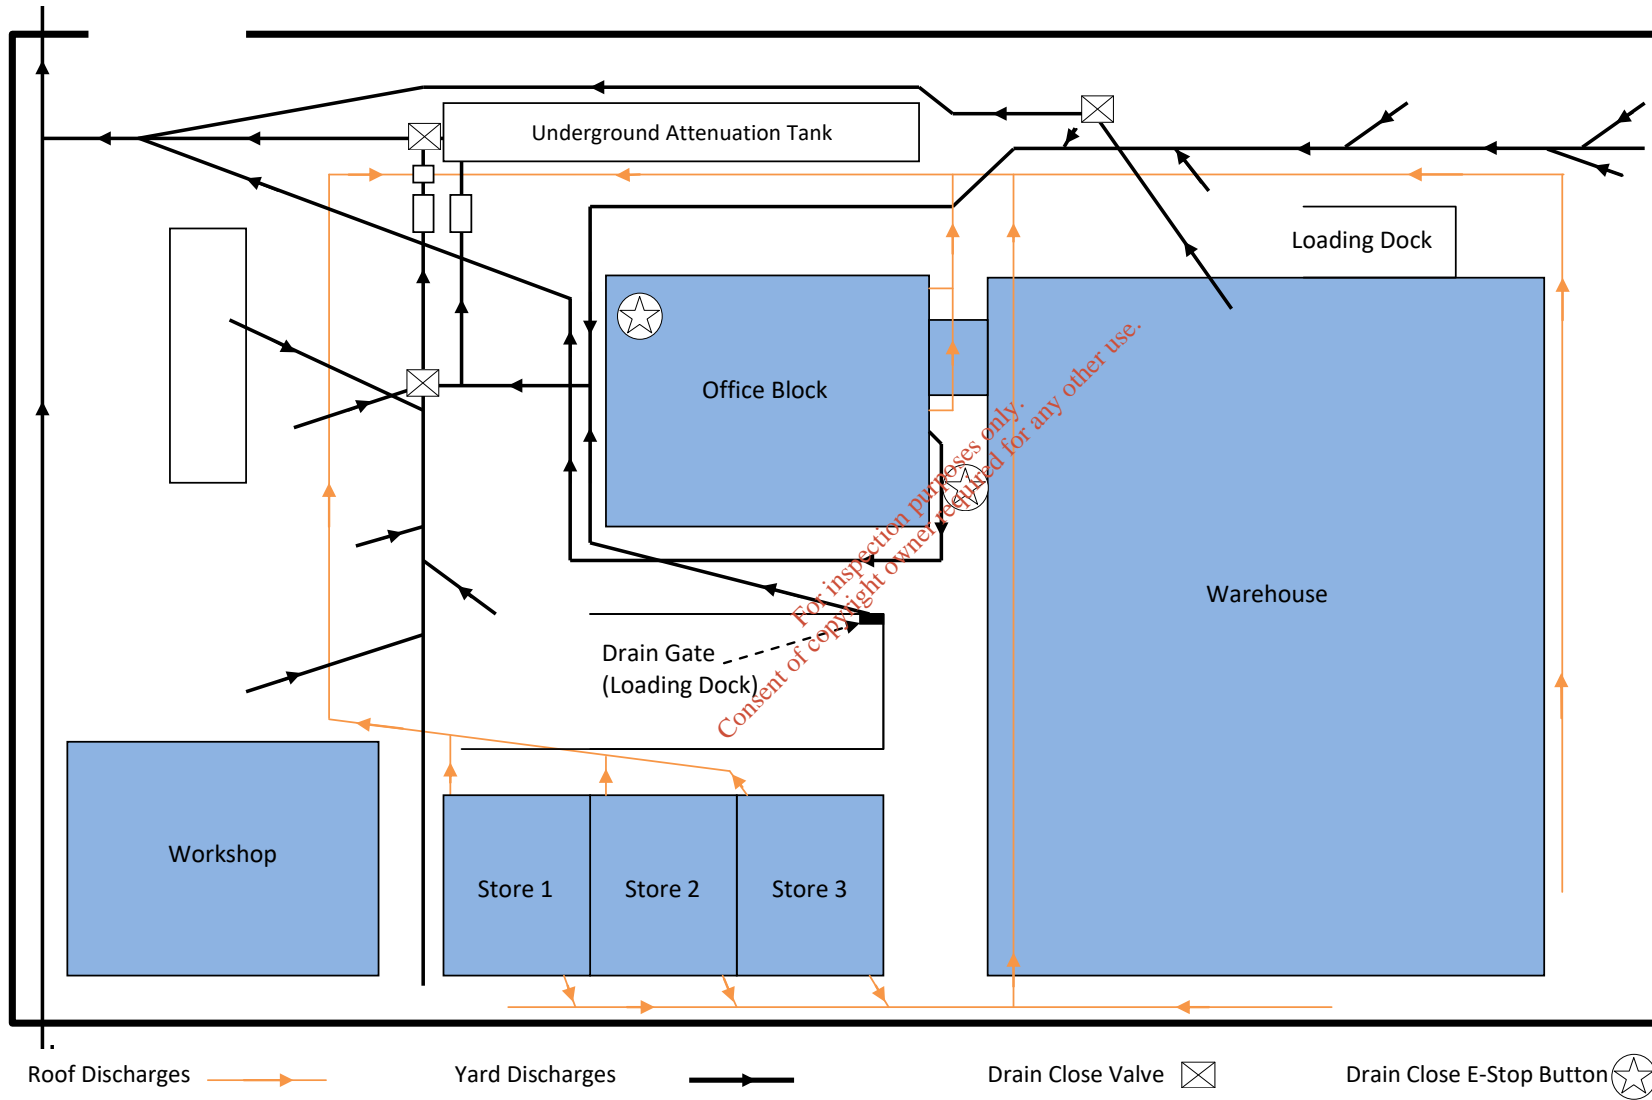 Underground Attenuation Tank
Loading Dock
Office Block
For inspection purposes only.
Consent of copyright owner required for any other use.
Warehouse
Drain Gate
(Loading Dock)
Workshop
Store 1
Store 2
Store 3
Roof Discharges
Yard Discharges
Drain Close Valve
Drain Close E-Stop Button